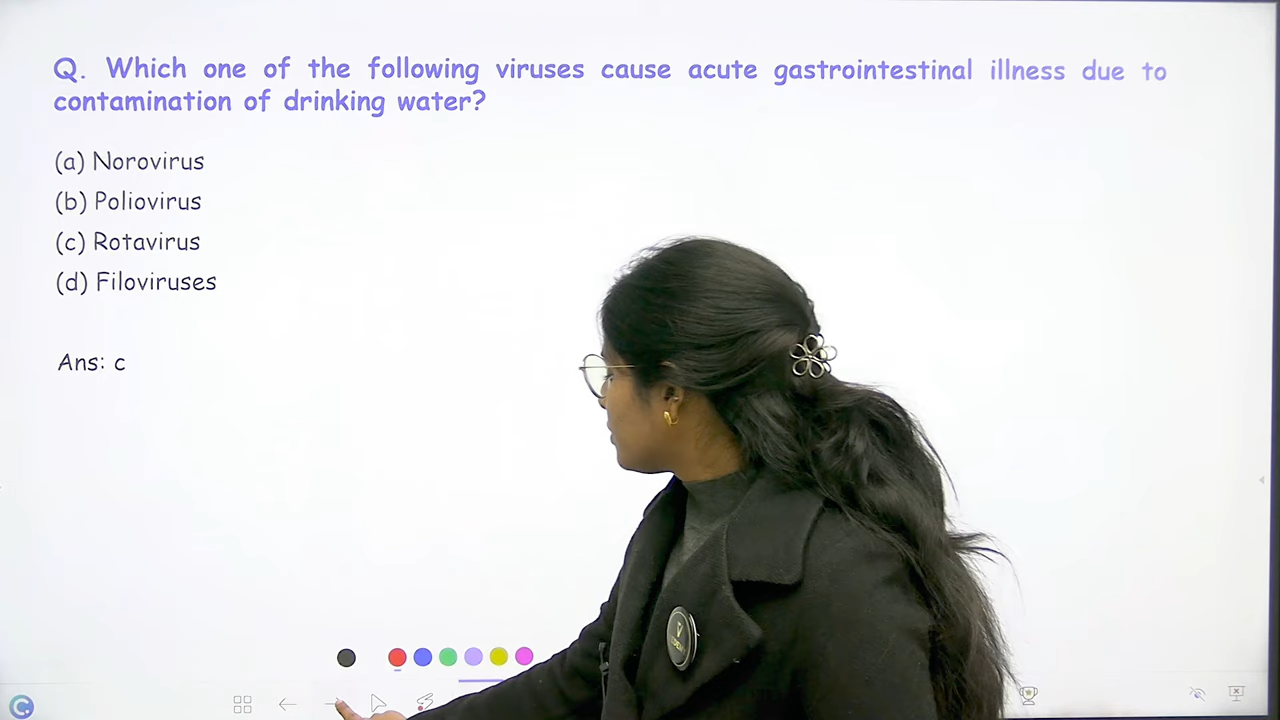 Q. Which one of the following viruses cause acute gastrointestinal illness due to
contamination of drinking water?
(a) Norovirus
(b) Poliovirus
(c) Rotavirus
(d) Filoviruses
Ans: c